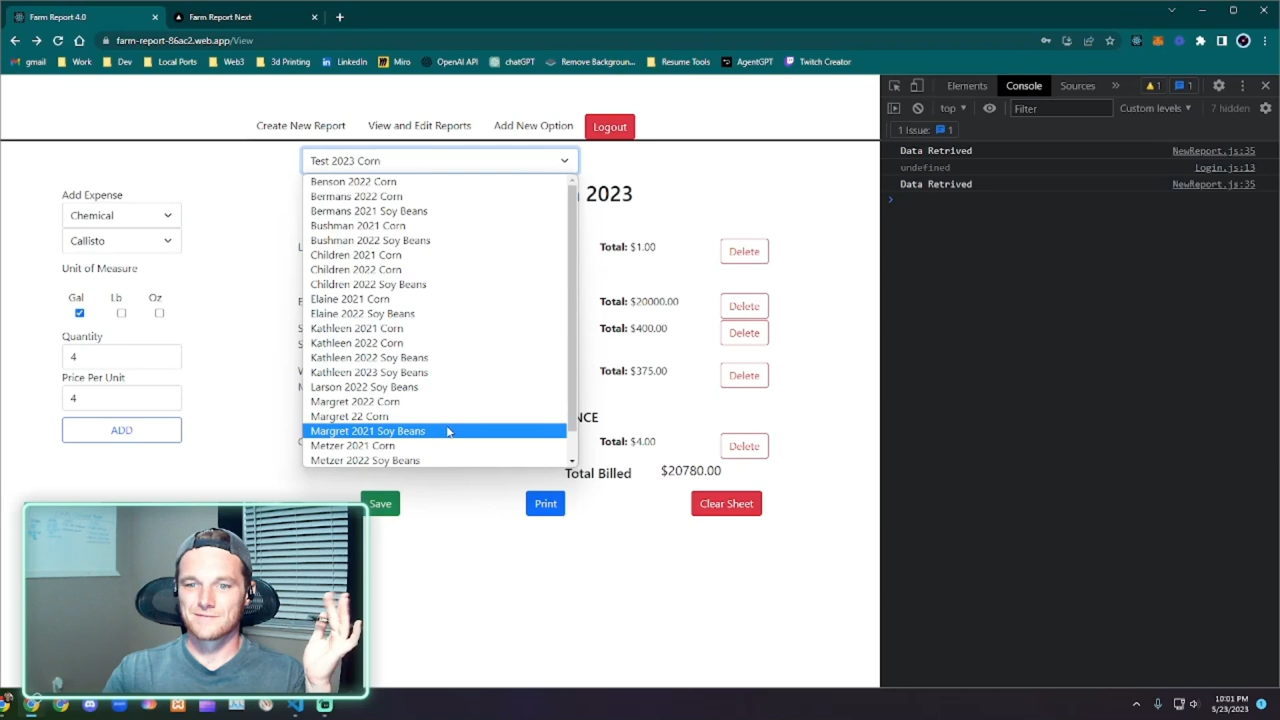 Farm Report 4.0
Farm Report Next
farm-report-86ac2.web.app/View
gmail Work Dev Local Ports Web3 3d Printing LinkedIn Miro OpenAI API chatGPT Remove Backgroun... Resume Tools AgentGPT Twitch Creator
Create New Report View and Edit Reports Add New Option Logout
Test 2023 Corn
Benson 2022 Corn
Bermans 2022 Corn
Bermans 2021 Soy Beans
Bushman 2021 Corn
Bushman 2022 Soy Beans
Children 2021 Corn
Children 2022 Corn
Children 2022 Soy Beans
Elaine 2021 Corn
Elaine 2022 Soy Beans
Kathleen 2021 Corn
Kathleen 2022 Corn
Kathleen 2022 Soy Beans
Kathleen 2023 Soy Beans
Larson 2022 Soy Beans
Margret 2022 Corn
Margret 22 Corn
Margret 2021 Soy Beans
Metzer 2021 Corn
Metzer 2022 Soy Beans
Add Expense
Chemical
Callisto
Unit of Measure
Gal Lb Oz
Quantity
4
Price Per Unit
4
ADD
2023
Total: $1.00 Delete
Total: $20000.00 Delete
Total: $400.00 Delete
Total: $375.00 Delete
NCE
Total: $4.00 Delete
Total Billed $20780.00
Save Print Clear Sheet
Elements Console Sources 1 1
top Filter Custom levels 7 hidden
1 Issue: 1
Data Retrived NewReport.js:35
undefined Login.js:13
Data Retrived NewReport.js:35
10:01 PM
5/23/2023